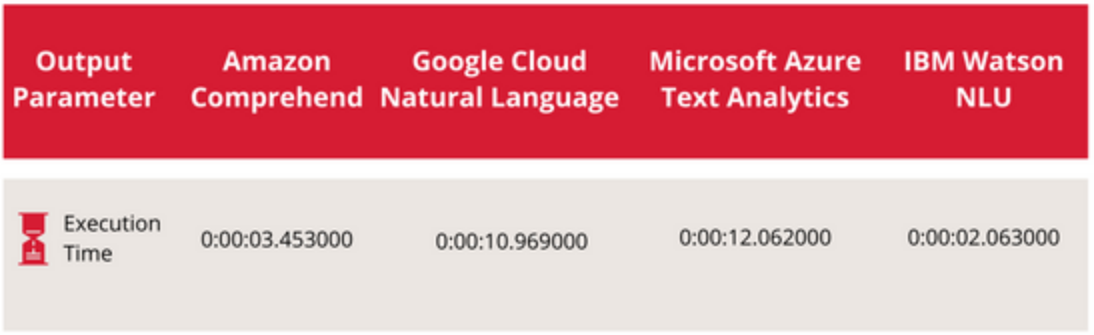 Output Parameter
Amazon Comprehend
Google Cloud Natural Language
Microsoft Azure Text Analytics
IBM Watson NLU
Execution Time
0:00:03.453000
0:00:10.969000
0:00:12.062000
0:00:02.063000